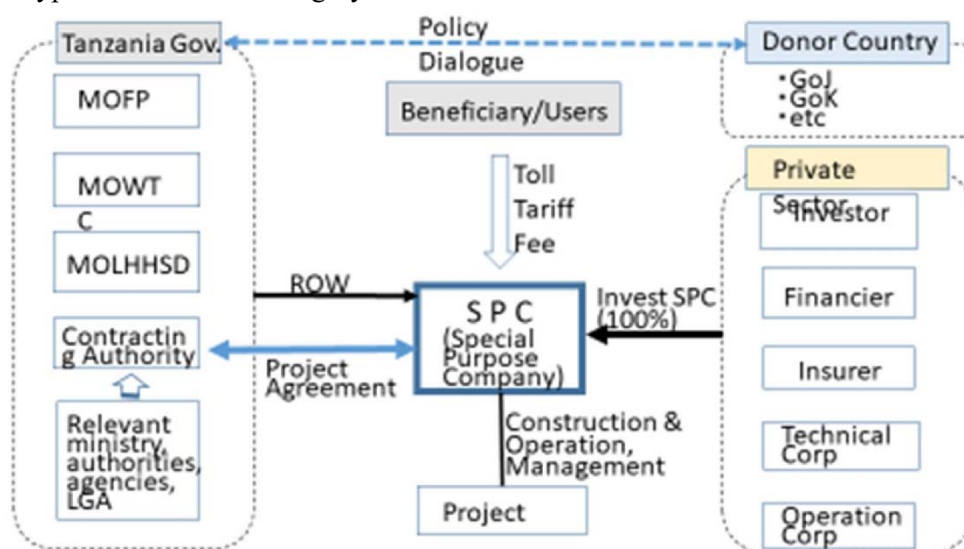 Tanzania Gov.
MOFP
MOWT
C
MOLHHSD
Contractin
g Authority
Relevant
ministry,
authorities,
agencies,
LGA
Policy
Dialogue
Beneficiary/Users
Toll
Tariff
Fee
ROW
Project
Agreement
S P C
(Special
Purpose
Company)
Invest SPC
(100%)
Construction &
Operation,
Management
Project
Donor Country
・GoJ
・GoK
・etc
Private
Sector
Investor
Financier
Insurer
Technical
Corp
Operation
Corp